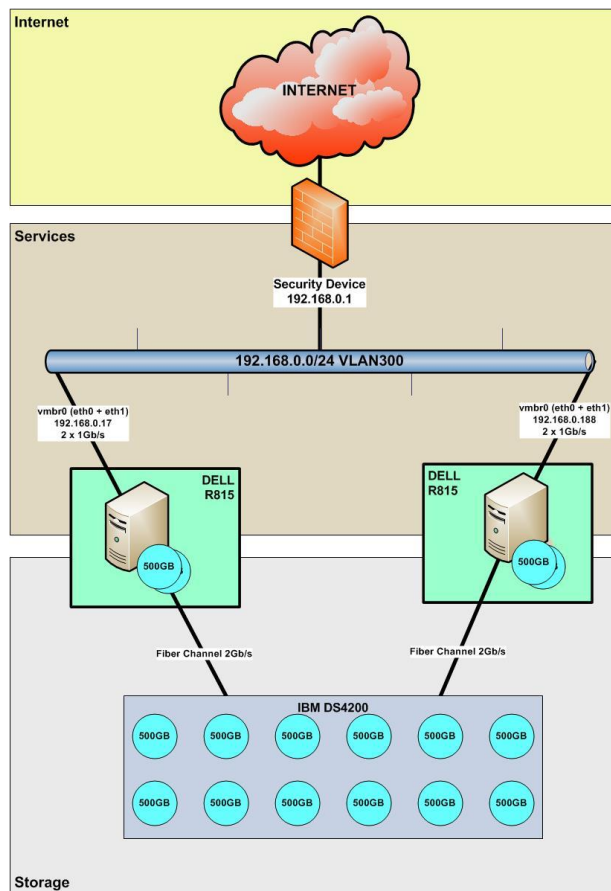 Internet
INTERNET
Services
Security Device
192.168.0.1
192.168.0.0/24 VLAN300
vmbr0 (eth0 + eth1)
192.168.0.17
2 x 1Gb/s
vmbr0 (eth0 + eth1)
192.168.0.188
2 x 1Gb/s
DELL
R815
500GB
DELL
R815
500GB
Fiber Channel 2Gb/s
Fiber Channel 2Gb/s
IBM DS4200
500GB 500GB 500GB 500GB 500GB 500GB
500GB 500GB 500GB 500GB 500GB 500GB
Storage